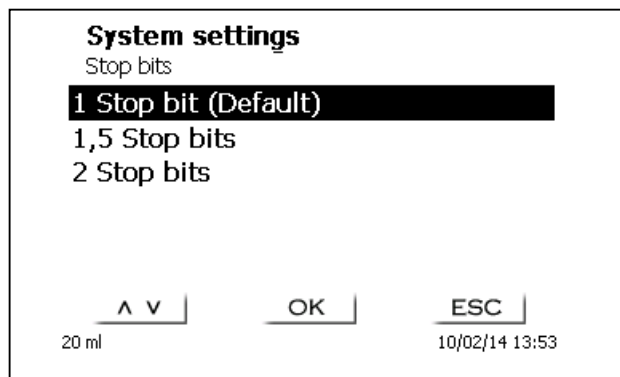 System settings
Stop bits
1 Stop bit (Default)
1,5 Stop bits
2 Stop bits
∧ ∨ OK ESC
20 ml 10/02/14 13:53